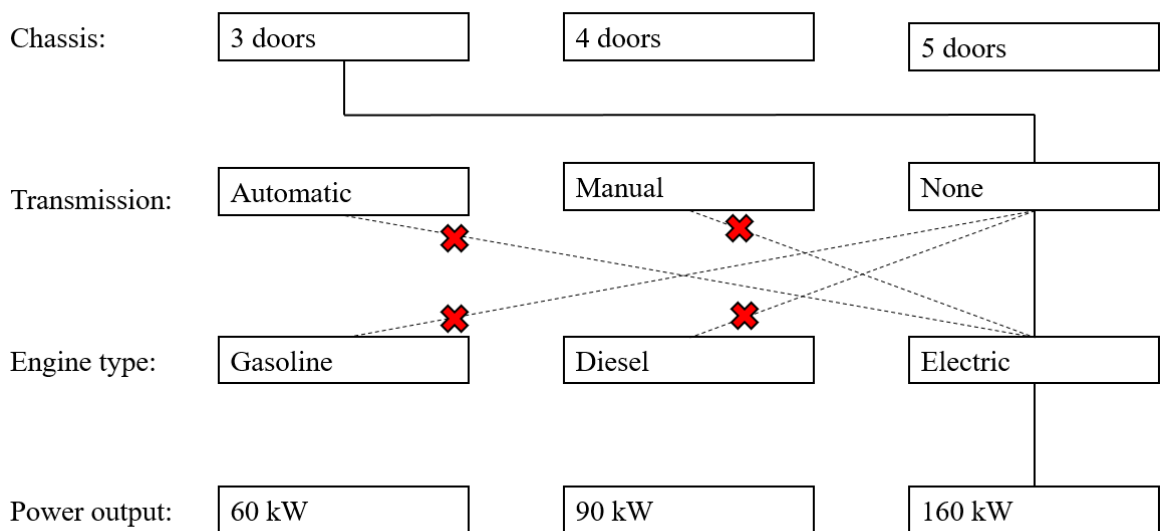 Chassis: 3 doors 4 doors 5 doors
Transmission: Automatic Manual None
Engine type: Gasoline Diesel Electric
Power output: 60 kW 90 kW 160 kW